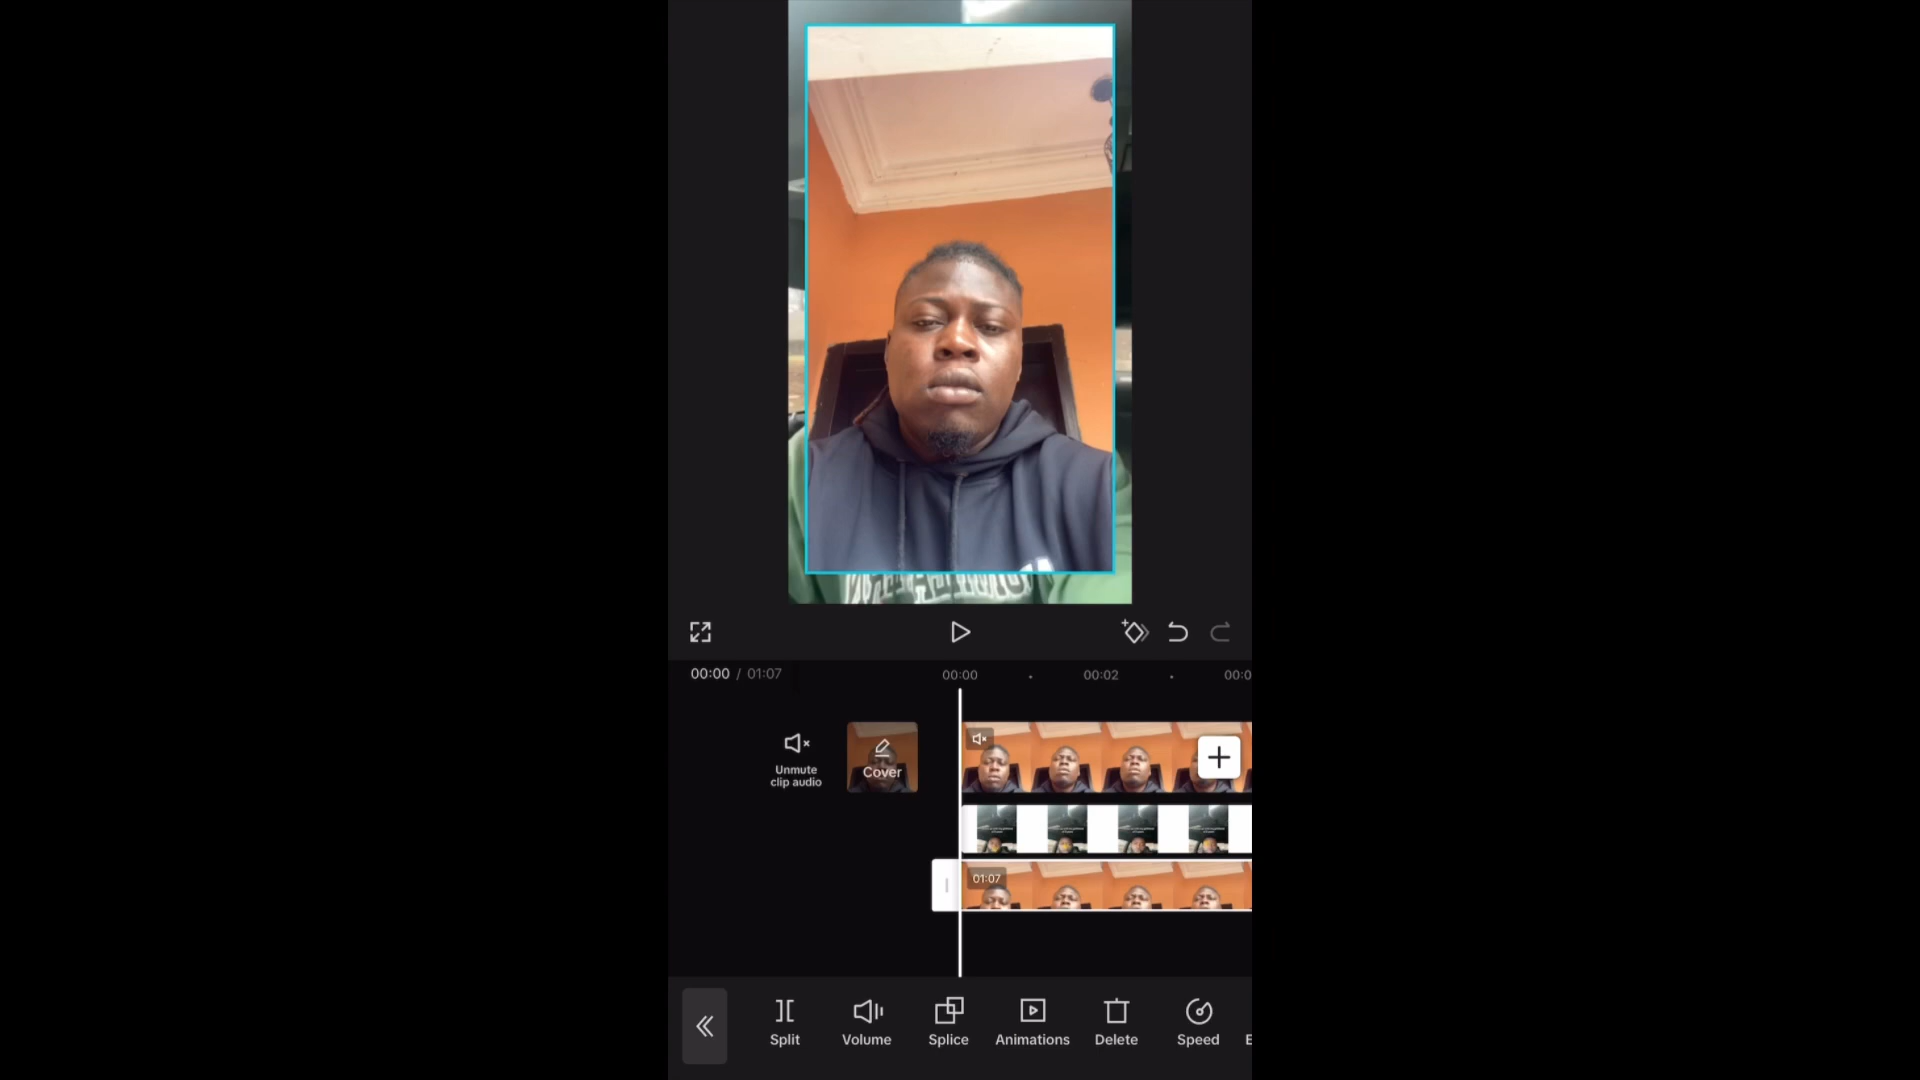 00:00 / 01:07
00:00
00:02
Unmute
clip audio
Cover
01:07
Split
Volume
Splice
Animations
Delete
Speed